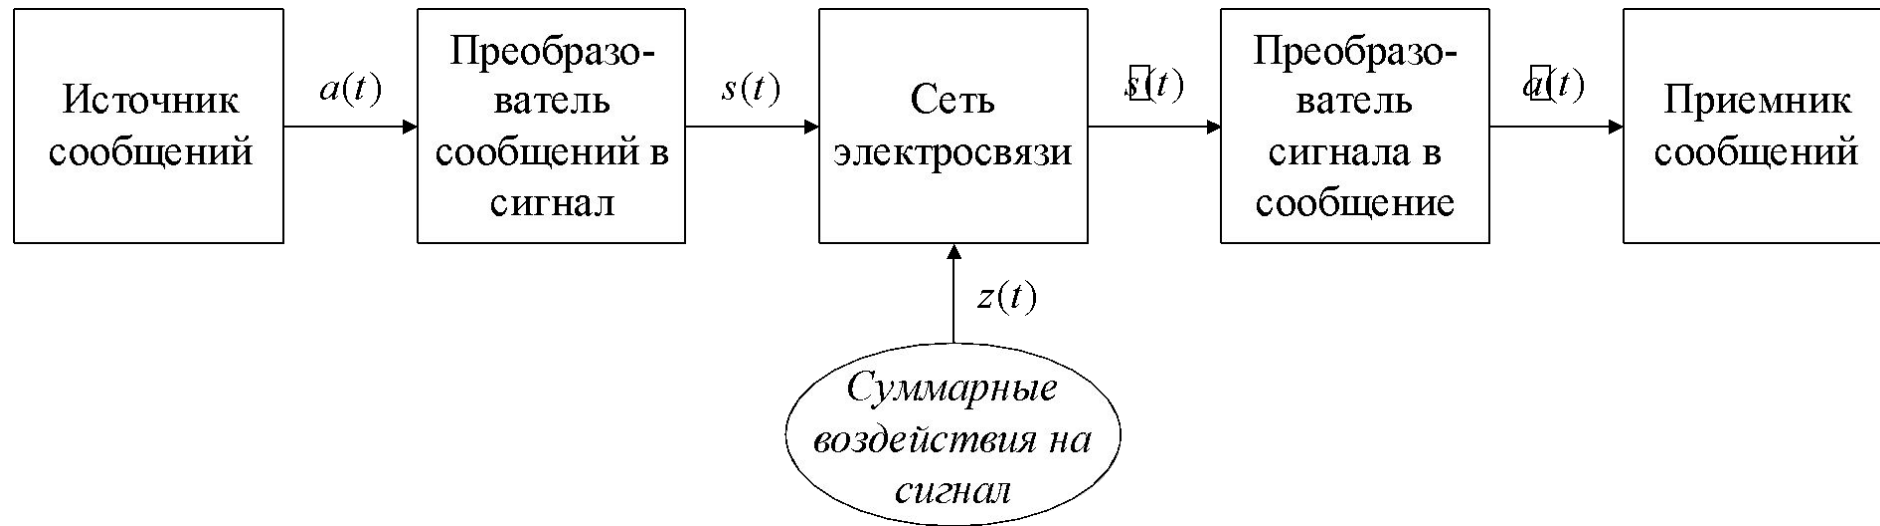 Источник
сообщений
a(t)
Преобразо-
ватель
сообщений в
сигнал
s(t)
Сеть
электросвязи
s(t)
Преобразо-
ватель
сигнала в
сообщение
a(t)
Приемник
сообщений
z(t)
Суммарные
воздействия на
сигнал